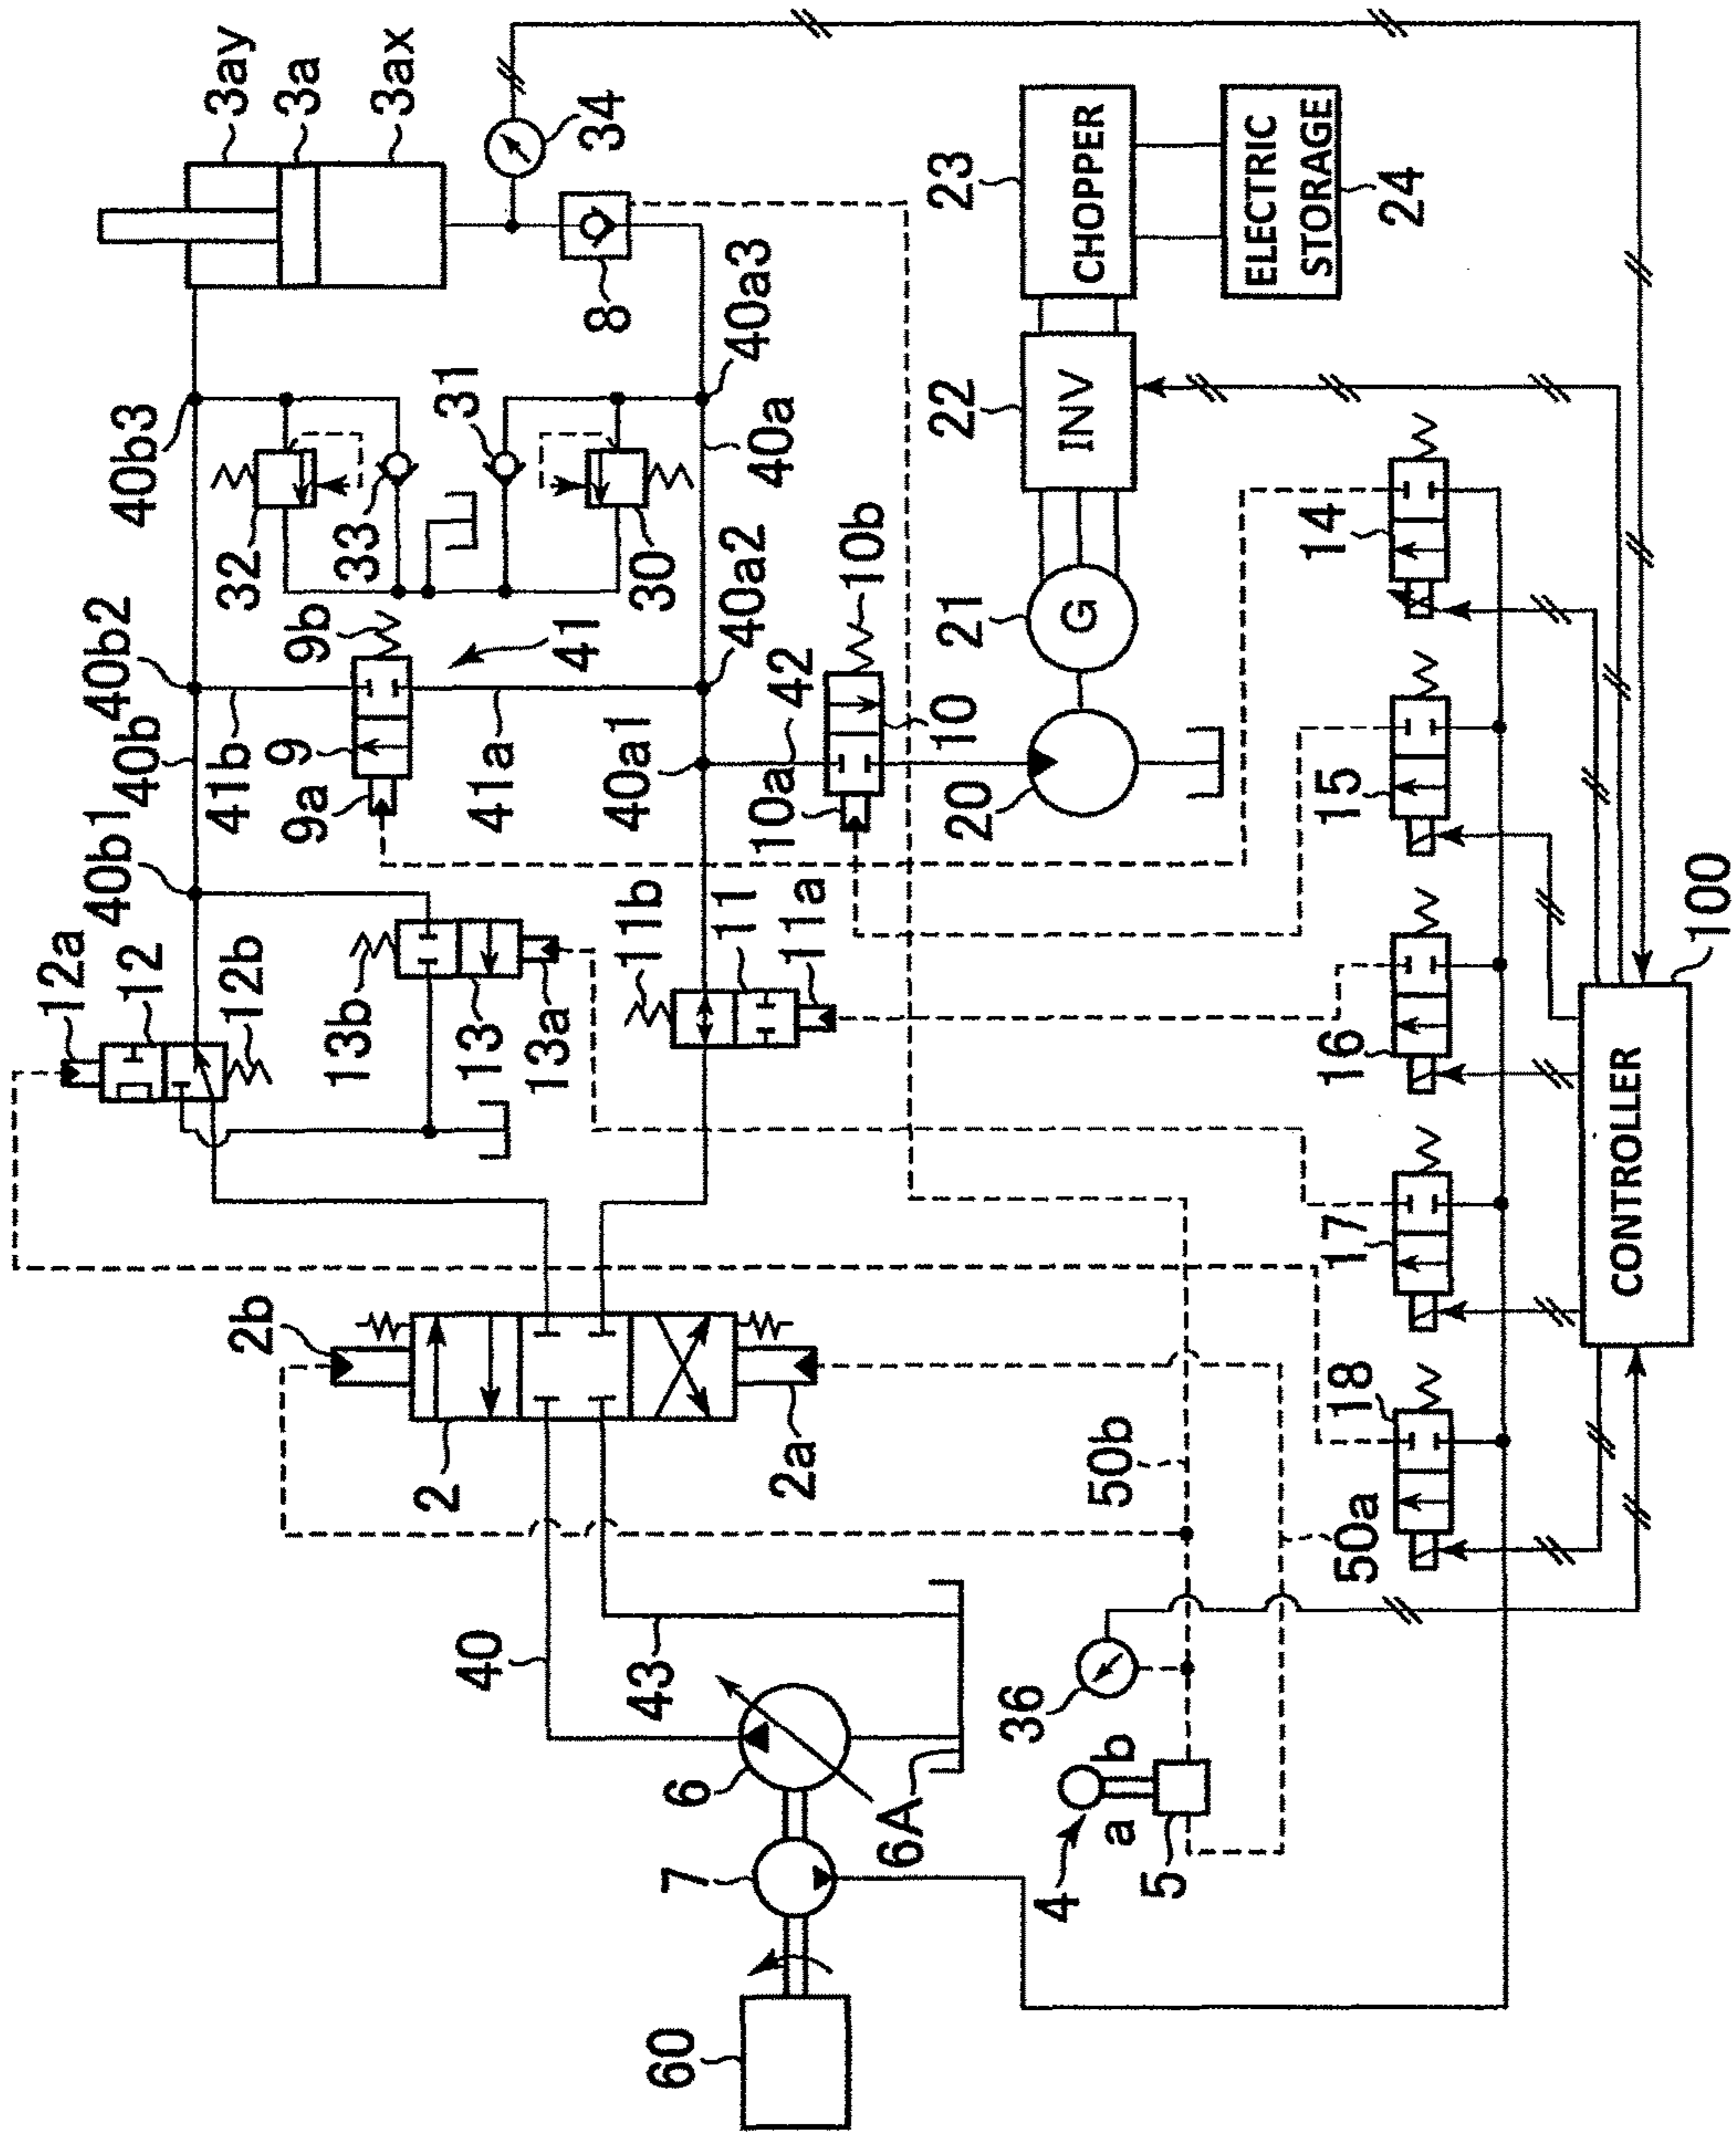 3ay
3a
3ax
34
8
40b3
32
33
31
30
40a3
40a
40b2
40b
41b
9
9a
9b
41
41a
40a2
40a1
42
10a
10
10b
20
21
G
22
INV
23
CHOPPER
ELECTRIC
STORAGE
24
40b1
12a
12
12b
13b
13
13a
11b
11
11a
14
15
16
17
18
CONTROLLER
100
2b
2
2a
50b
50a
40
43
6
6A
7
60
36
4
a
b
5